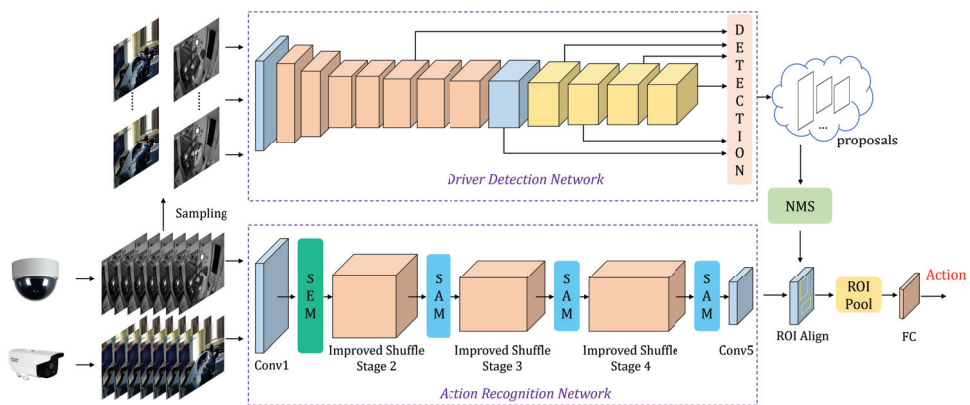 D
E
T
E
C
T
I
O
N
proposals
...
Driver Detection Network
Sampling
NMS
S
E
M
S
A
M
S
A
M
S
A
M
ROI
Pool
Action
Conv1
Improved Shuffle
Stage 2
Improved Shuffle
Stage 3
Improved Shuffle
Stage 4
Conv5
ROI Align
FC
Action Recognition Network